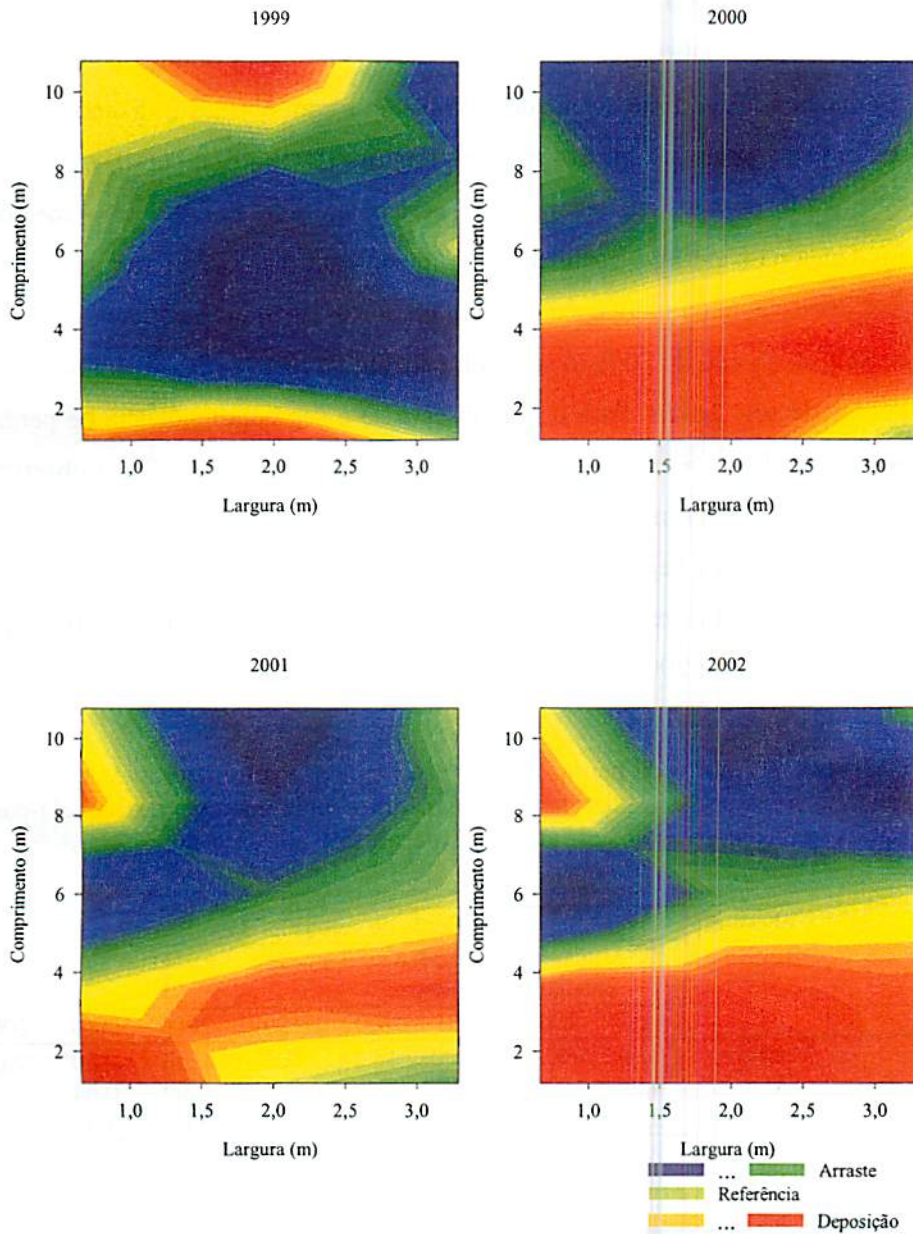 1999
Comprimento (m)
10
8
6
4
2
1,0 1,5 2,0 2,5 3,0
Largura (m)
2000
Comprimento (m)
10
8
6
4
2
1,0 1,5 2,0 2,5 3,0
Largura (m)
2001
Comprimento (m)
10
8
6
4
2
1,0 1,5 2,0 2,5 3,0
Largura (m)
2002
Comprimento (m)
10
8
6
4
2
1,0 1,5 2,0 2,5 3,0
Largura (m)
... Arraste
Referência
... Deposição